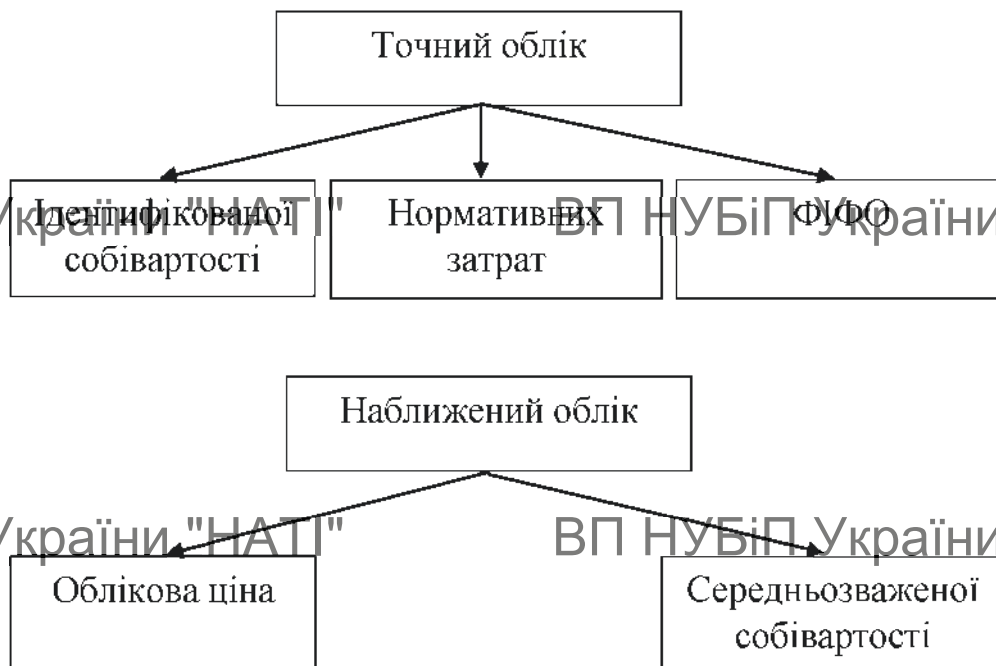 Точний облік
Ідентифікованої
собівартості
Нормативних
затрат
ФІФО
України "НАТІ"
ВП НУБіП України
Наближений облік
України "НАТІ"
ВП НУБіП України
Облікова ціна
Середньозваженої
собівартості